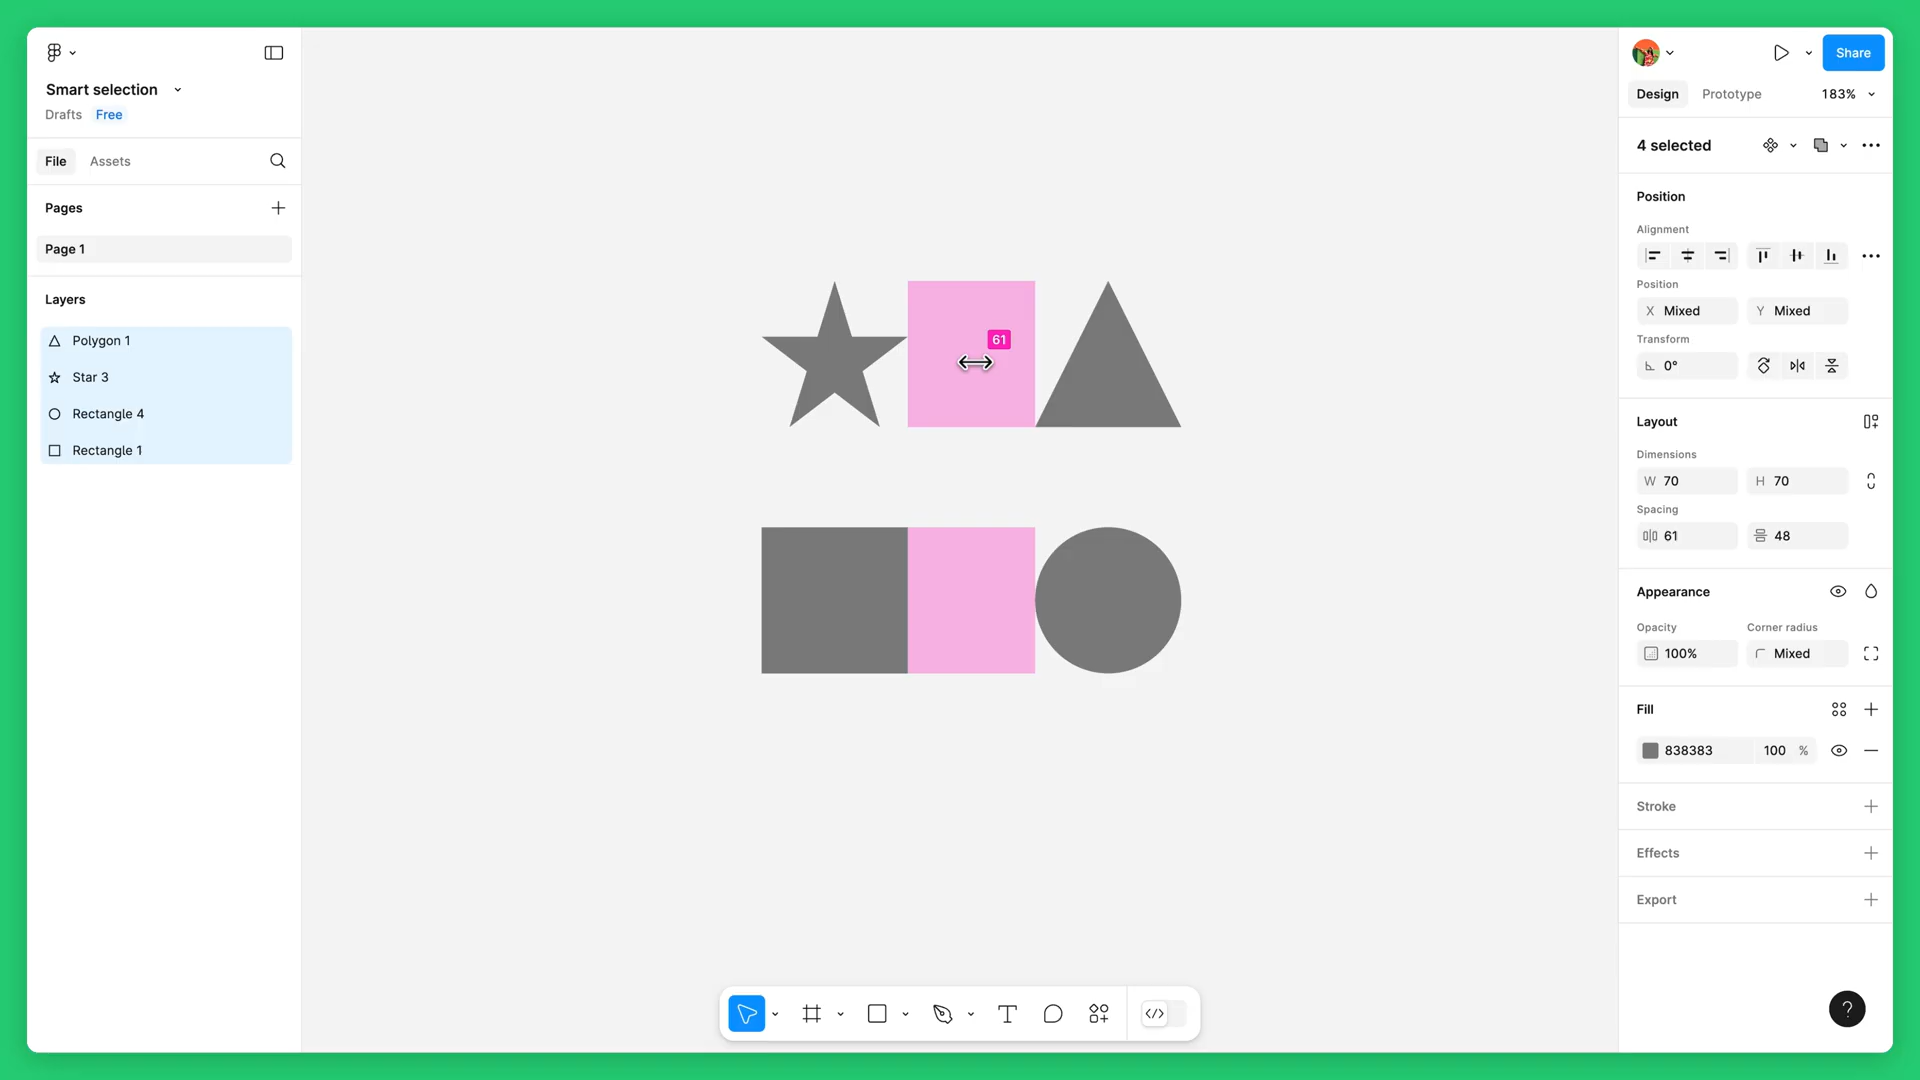 Smart selection
Drafts Free
File Assets
Pages
Page 1
Layers
Polygon 1
Star 3
Rectangle 4
Rectangle 1
61
Share
Design Prototype 183%
4 selected
Position
Alignment
Position
X Mixed Y Mixed
Transform
0°
Layout
Dimensions
W 70 H 70
Spacing
61 48
Appearance
Opacity Corner radius
100% Mixed
Fill
838383 100 %
Stroke
Effects
Export
?